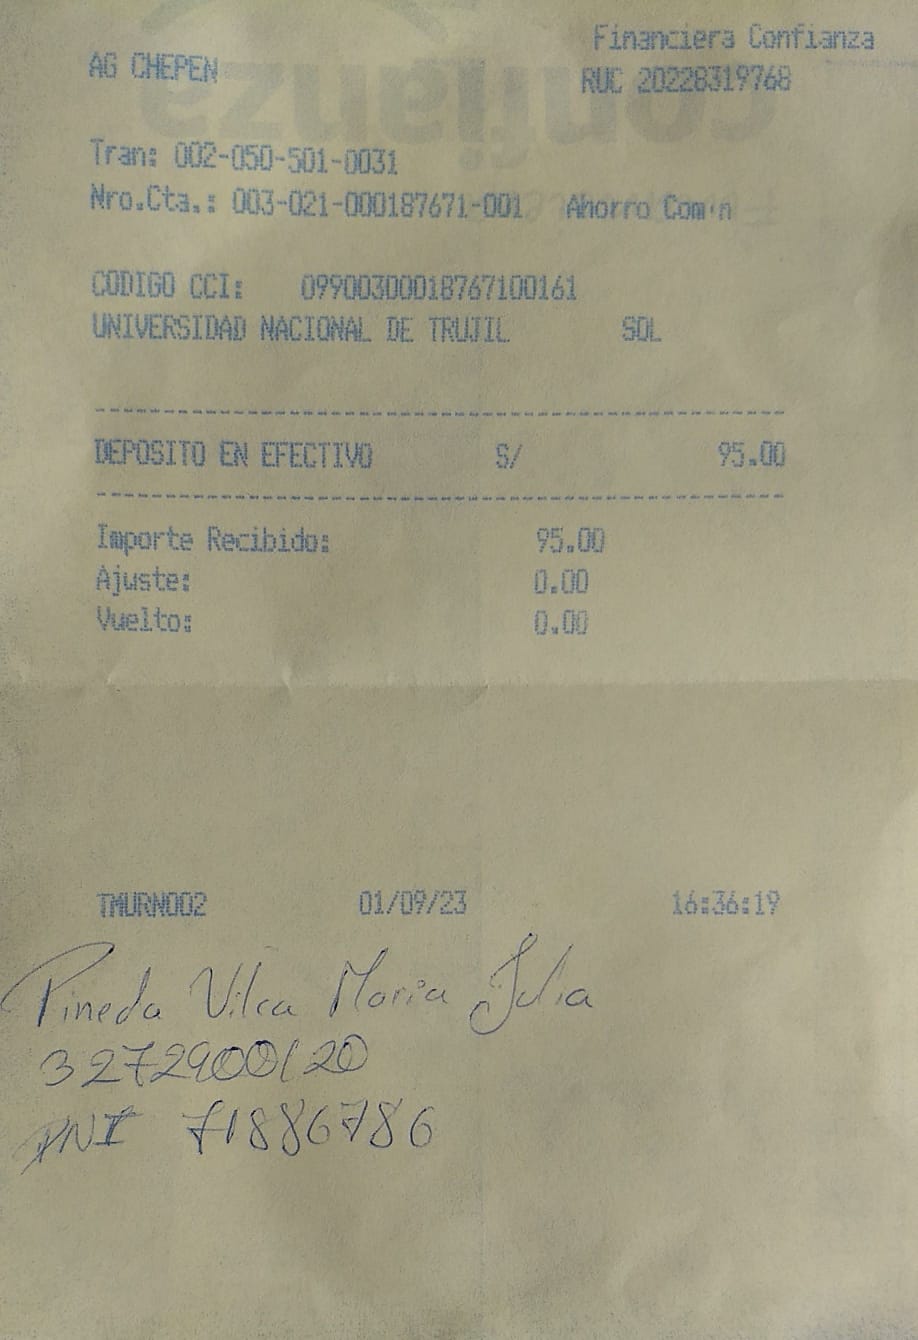 Financiera Confianza
AG CHEPEN RUC 20228319768
Tran: 002-050-501-0031
Nro.Cta.: 003-021-000187671-001 Ahorro Común
CODIGO CCI: 09900300018767100161
UNIVERSIDAD NACIONAL DE TRUJIL SOL
DEPOSITO EN EFECTIVO S/ 95.00
Importe Recibido: 95.00
Ajuste: 0.00
Vuelto: 0.00
TMURN002 01/09/23 16:36:19
Pineda Vilca Maria Julia
3272900120
DNI 71886786